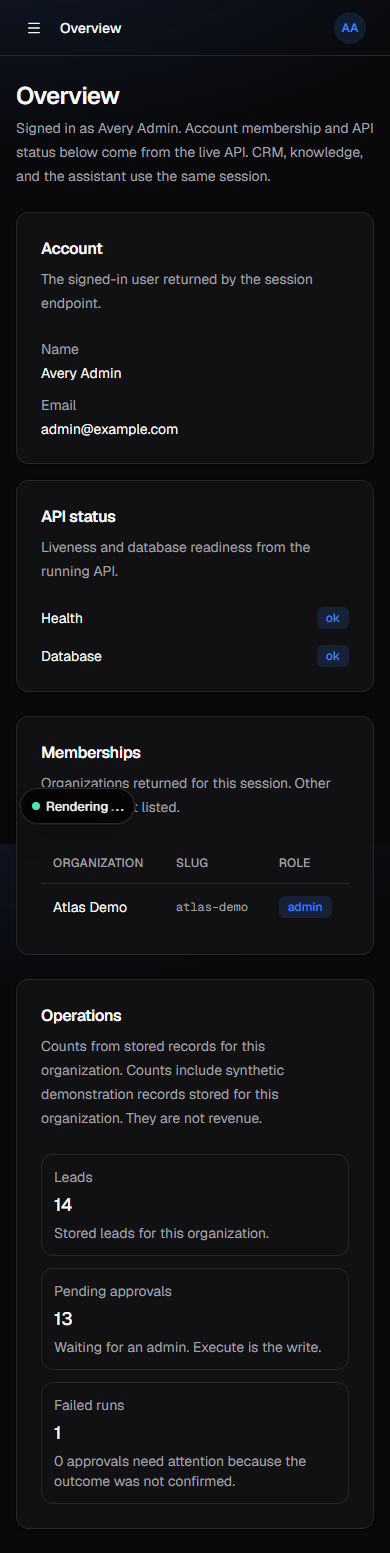 Overview
AA
Overview
Signed in as Avery Admin. Account membership and API
status below come from the live API. CRM, knowledge,
and the assistant use the same session.
Account
The signed-in user returned by the session
endpoint.
Name
Avery Admin
Email
admin@example.com
API status
Liveness and database readiness from the
running API.
Health ok
Database ok
Memberships
Organizations returned for this session. Other
Rendering ...
listed.
ORGANIZATION SLUG ROLE
Atlas Demo atlas-demo admin
Operations
Counts from stored records for this
organization. Counts include synthetic
demonstration records stored for this
organization. They are not revenue.
Leads
14
Stored leads for this organization.
Pending approvals
13
Waiting for an admin. Execute is the write.
Failed runs
1
0 approvals need attention because the
outcome was not confirmed.